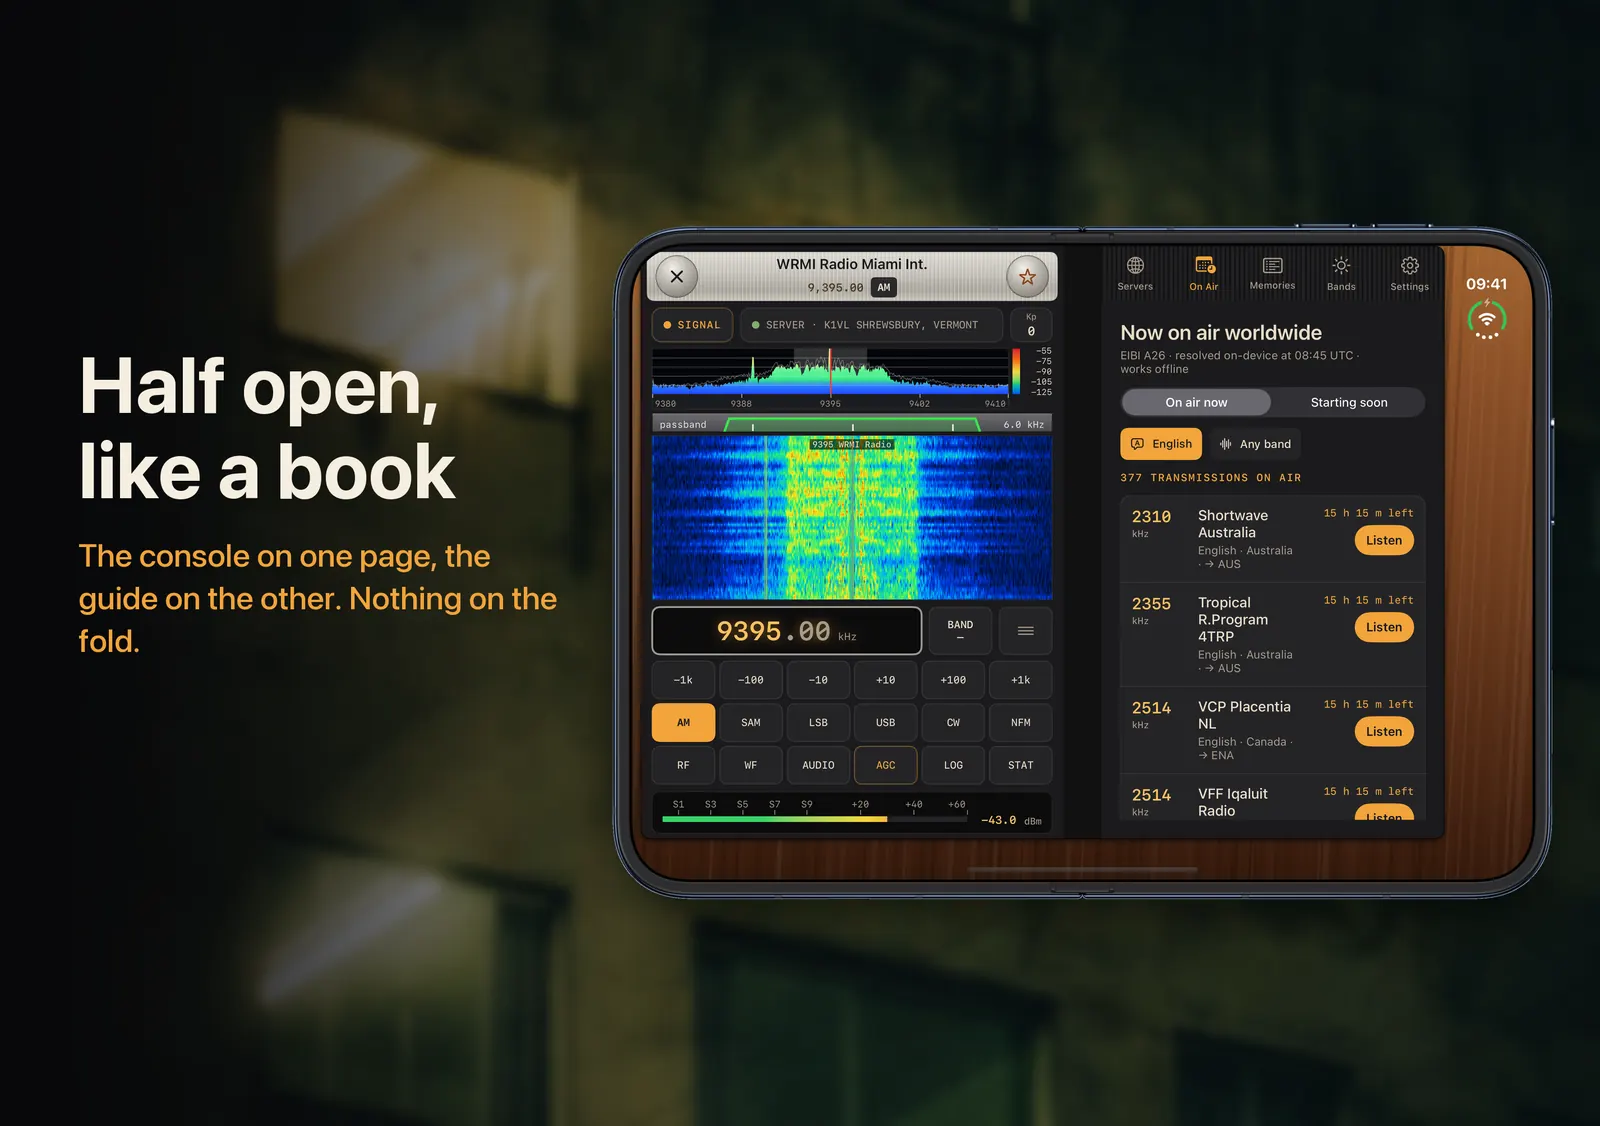 Half open,
like a book
The console on one page, the
guide on the other. Nothing on the
fold.
WRMI Radio Miami Int.
9,395.00 AM
SIGNAL
SERVER · K1VL SHREWSBURY, VERMONT
Kp
0
-55
-75
-90
-105
-125
9380 9388 9395 9402 9410
passband 6.0 kHz
9395 WRMI Radio
9395.00 kHz
BAND
—
-1k -100 -10 +10 +100 +1k
AM SAM LSB USB CW NFM
RF WF AUDIO AGC LOG STAT
S1 S3 S5 S7 S9 +20 +40 +60
-43.0 dBm
Servers On Air Memories Bands Settings
Now on air worldwide
EIBI A26 · resolved on-device at 08:45 UTC ·
works offline
On air now Starting soon
English Any band
377 TRANSMISSIONS ON AIR
2310 kHz
Shortwave
Australia
English · Australia
· → AUS
15 h 15 m left
Listen
2355 kHz
Tropical
R.Program
4TRP
English · Australia
· → AUS
15 h 15 m left
Listen
2514 kHz
VCP Placentia
NL
English · Canada ·
→ ENA
15 h 15 m left
Listen
2514 kHz
VFF Iqaluit
Radio
15 h 15 m left
Listen
09:41